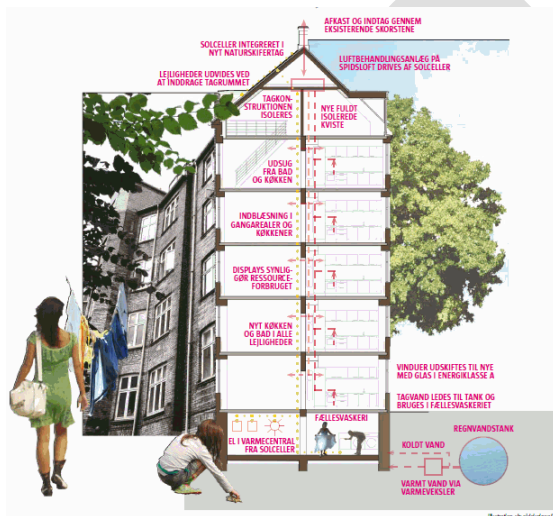 AFKAST OG INDTAG GENNEM
EKSISTERENDE SKORSTENE
SOLCELLER INTEGRERET I
NYT NATURSKIFERTAG
LUFTBEHANDLINGSANLÆG PÅ
SPIDSLOFT DRIVES AF SOLCELLER
LEJLIGHEDER UDVIDES VED
AT INDDRAGE TAGRUMMET
TAGKON-
STRUKTIONEN
ISOLERES
NYE FULDT
ISOLEREDE
KVISTE
UDSUG
FRA BAD
OG KØKKEN
INDBLÆSNING I
GANGAREALER OG
KØKKENER
DISPLAYS SYNLIG-
GØR RESSOURCE-
FORBRUGET
NYT KØKKEN
OG BAD I ALLE
LEJLIGHEDER
VINDUER UDSKIFTES TIL NYE
MED GLAS I ENERGIKLASSE A
TAGVAND LEDES TIL TANK OG
BRUGES I FÆLLESVASKERIET
FÆLLESVASKERI
REGNVANDSTANK
EL I VARMECENTRAL
FRA SOLCELLER
KOLDT VAND
VARMT VAND VIA
VARMEVEKSLER